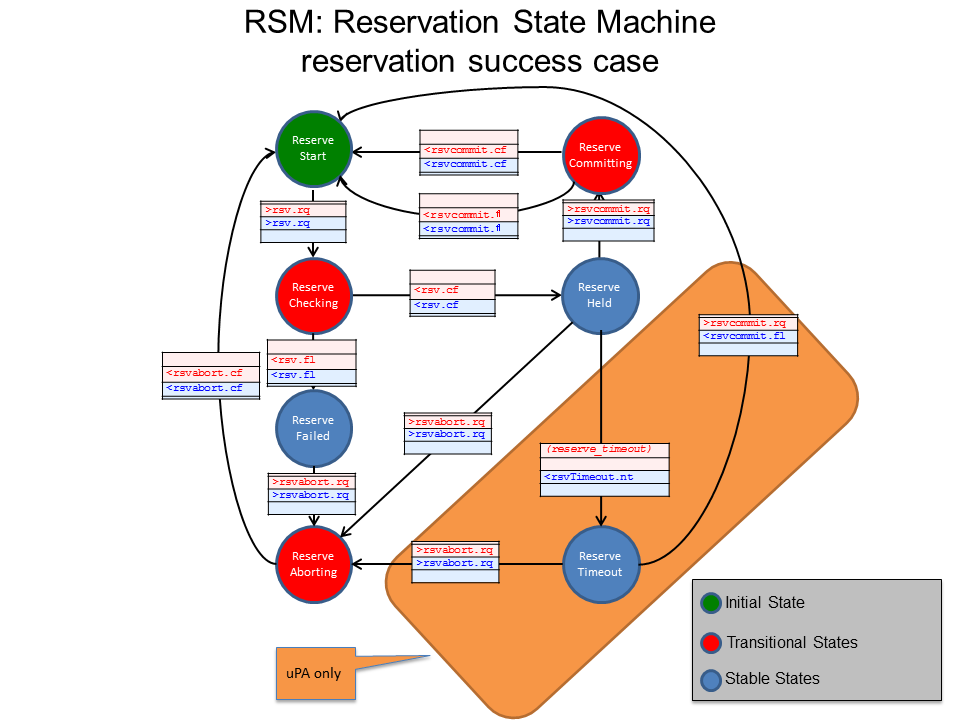 RSM: Reservation State Machine
reservation success case
Reserve
Start
<rsvcommit.cf
<rsvcommit.cf
Reserve
Committing
<rsvcommit.fl
<rsvcommit.fl
>rsv.rq
>rsv.rq
>rsvcommit.rq
>rsvcommit.rq
Reserve
Checking
<rsv.cf
<rsv.cf
Reserve
Held
>rsvcommit.rq
<rsvcommit.fl
<rsv.fl
<rsv.fl
<rsvabort.cf
<rsvabort.cf
Reserve
Failed
>rsvabort.rq
>rsvabort.rq
(reserve_timeout)
<rsvTimeout.nt
>rsvabort.rq
>rsvabort.rq
Reserve
Aborting
>rsvabort.rq
>rsvabort.rq
Reserve
Timeout
Initial State
Transitional States
Stable States
uPA only